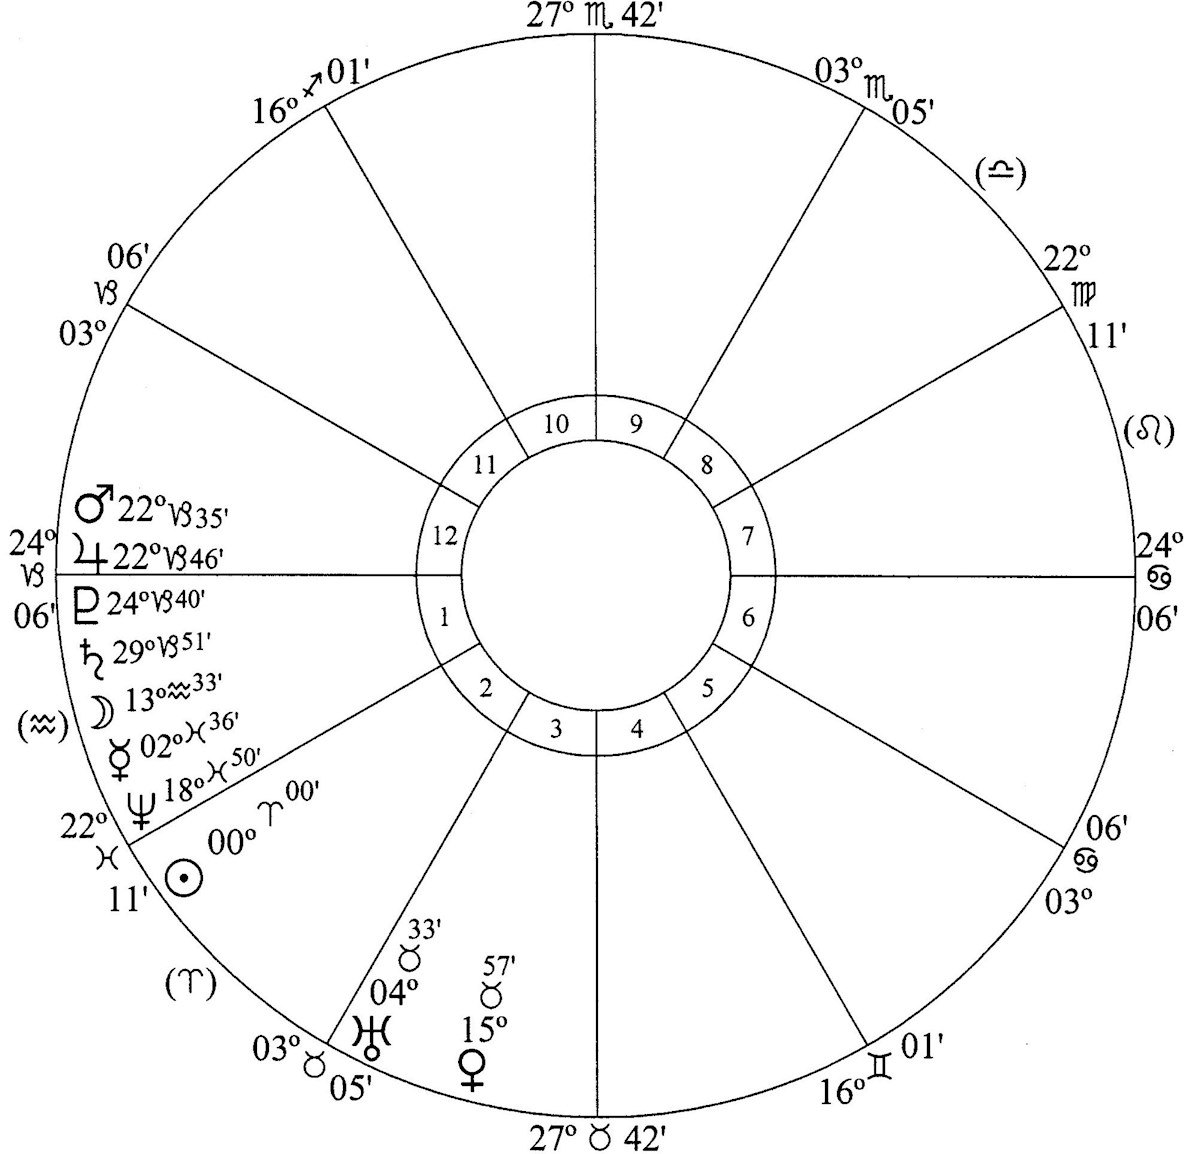 27° ♏ 42'
16° ♐ 01'
03° ♏ 05'
(♎)
06' ♑ 03°
22° ♍ 11'
(♌)
10 9
11 8
12 7
♂ 22° ♑ 35'
24° ♑ 06'
♃ 22° ♑ 46'
24° ♋ 06'
♇ 24° ♑ 40'
1 6
♄ 29° ♑ 51'
☽ 13° ♒ 33'
(♒)
2 5
3 4
☿ 02° ♓ 36'
♆ 18° ♓ 50'
22° ♓ 11'
06' ♋ 03°
☉ 00° ♈ 00'
(♈)
♅ 04° ♉ 33'
♀ 15° ♉ 57'
03° ♉ 05'
16° ♊ 01'
27° ♉ 42'